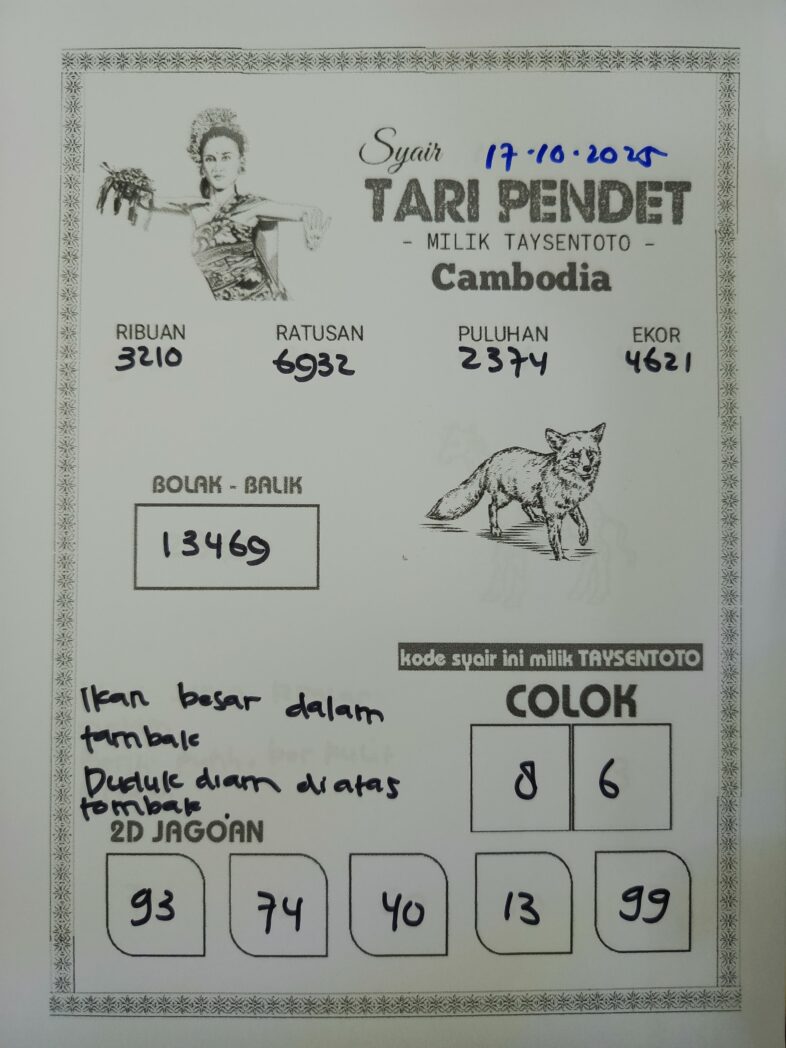 Syair 17.10.2025
TARI PENDET
- MILIK TAYSENTOTO -
Cambodia
RIBUAN RATUSAN PULUHAN EKOR
3210 6932 2374 4621
BOLAK - BALIK
13469
kode syair ini milik TAYSENTOTO
COLOK
8 6
Ikan besar dalam
tambak
Duduk diam diatas
tombak.
2D JAGOAN
93 74 40 13 99